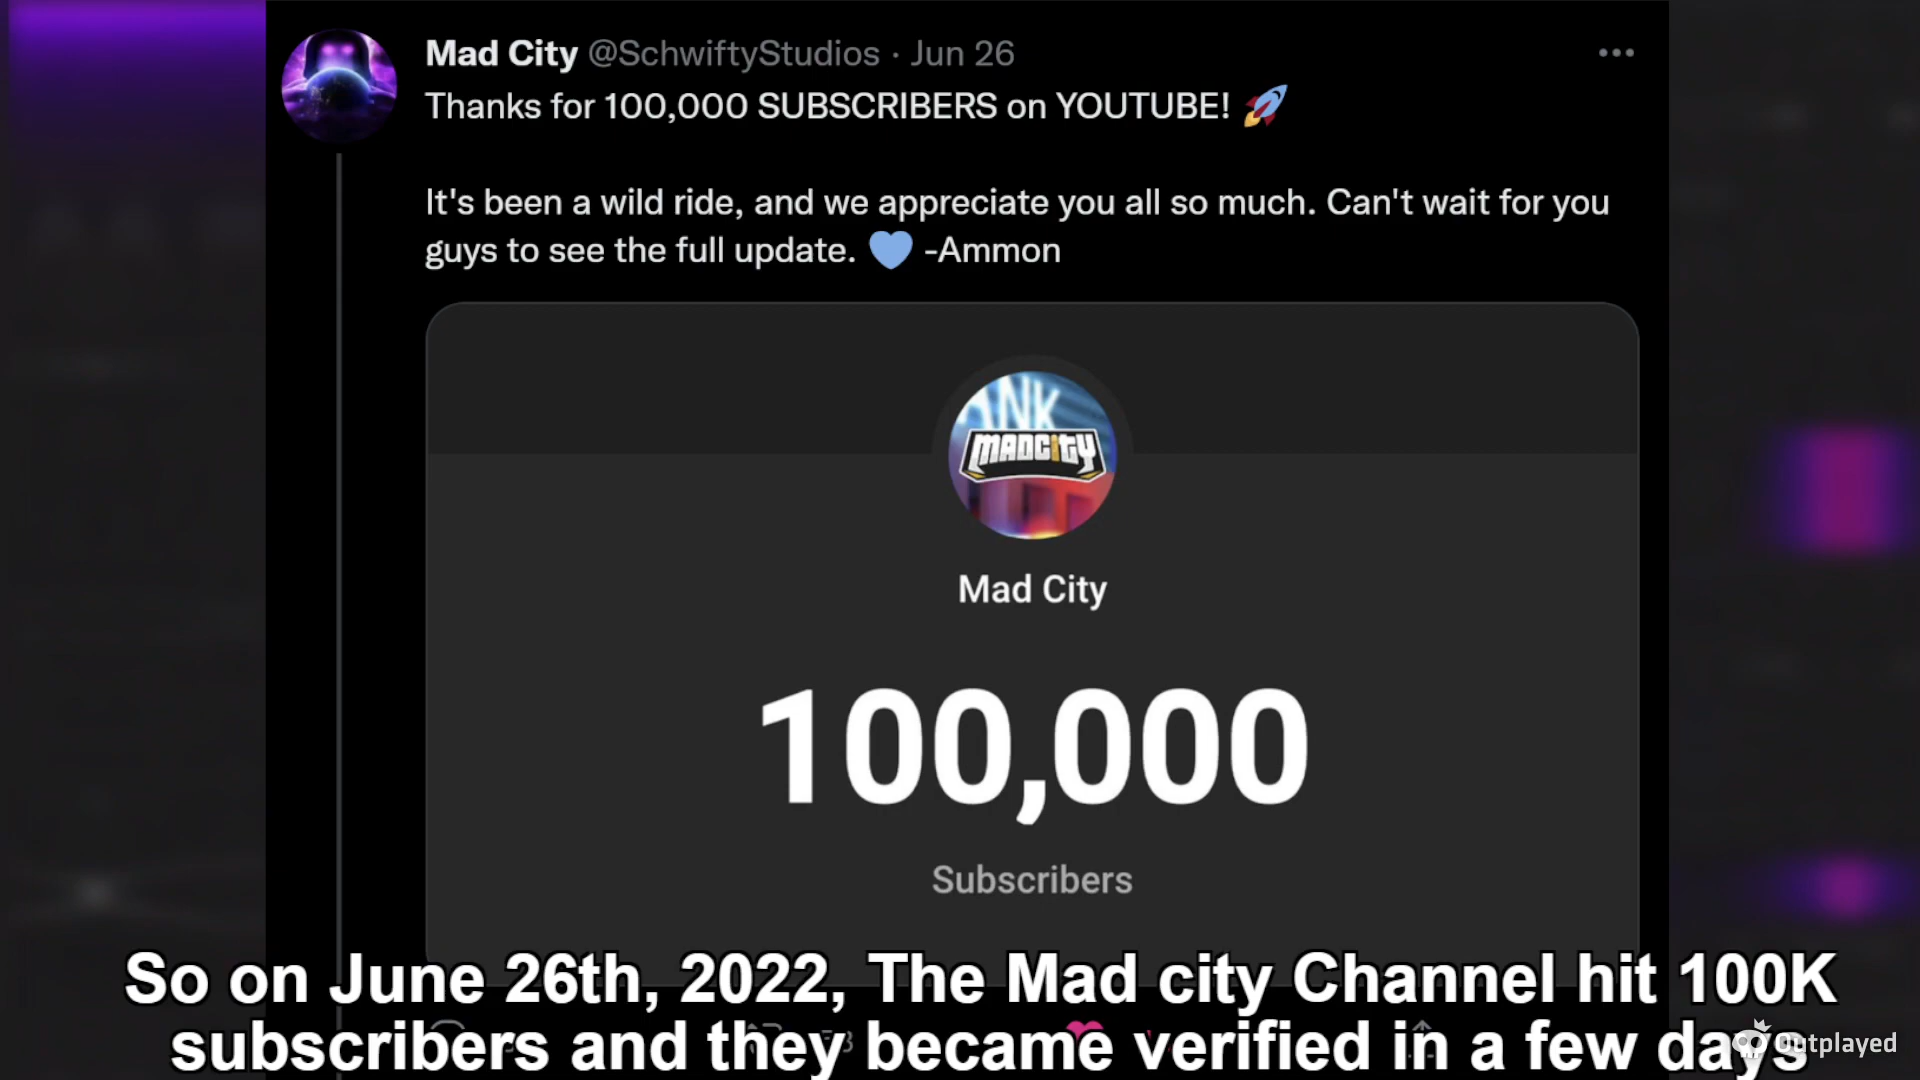 Mad City @SchwiftyStudios · Jun 26
Thanks for 100,000 SUBSCRIBERS on YOUTUBE! 🚀
It's been a wild ride, and we appreciate you all so much. Can't wait for you
guys to see the full update. 💙 -Ammon
NK
MADCITY
Mad City
100,000
Subscribers
So on June 26th, 2022, The Mad city Channel hit 100K
subscribers and they became verified in a few days
Outplayed